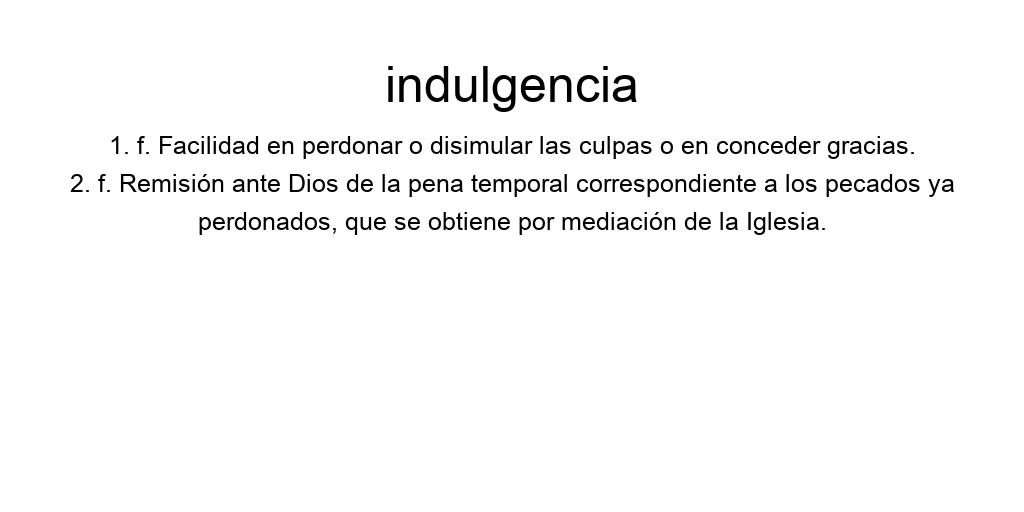 indulgencia
1. f. Facilidad en perdonar o disimular las culpas o en conceder gracias.
2. f. Remisión ante Dios de la pena temporal correspondiente a los pecados ya
perdonados, que se obtiene por mediación de la Iglesia.